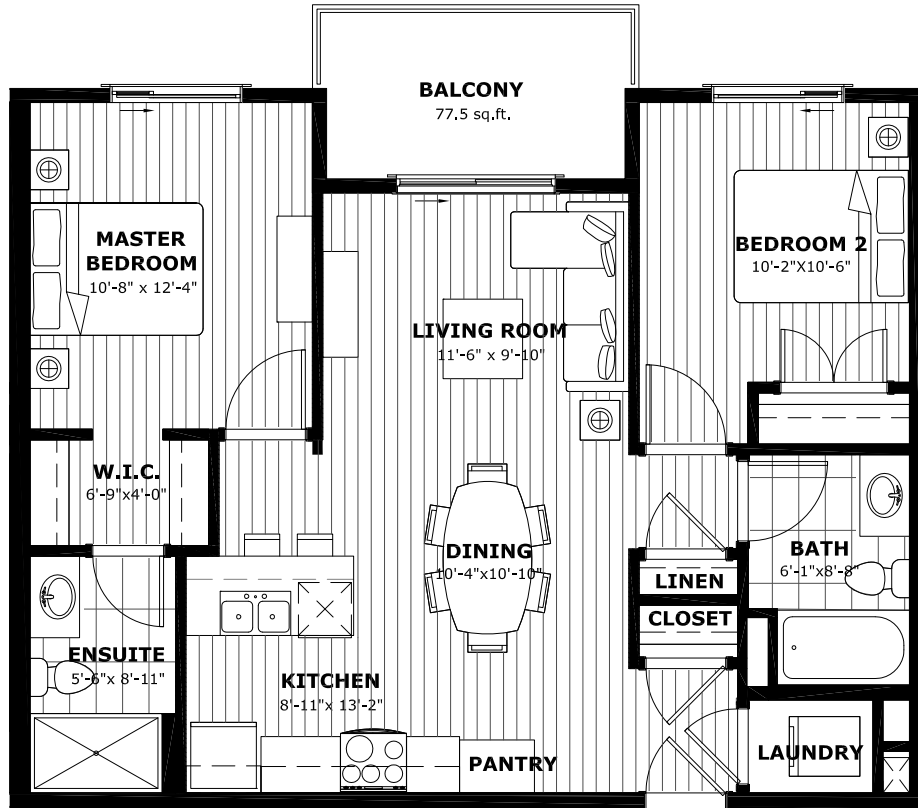 BALCONY
77.5 sq.ft.
MASTER
BEDROOM
10'-8" x 12'-4"
BEDROOM 2
10'-2"X10'-6"
LIVING ROOM
11'-6" x 9'-10"
W.I.C.
6'-9"x4'-0"
DINING
10'-4"x10'-10"
BATH
6'-1"x8'-8"
LINEN
CLOSET
ENSUITE
5'-6"x 8'-11"
KITCHEN
8'-11"x 13'-2"
PANTRY
LAUNDRY